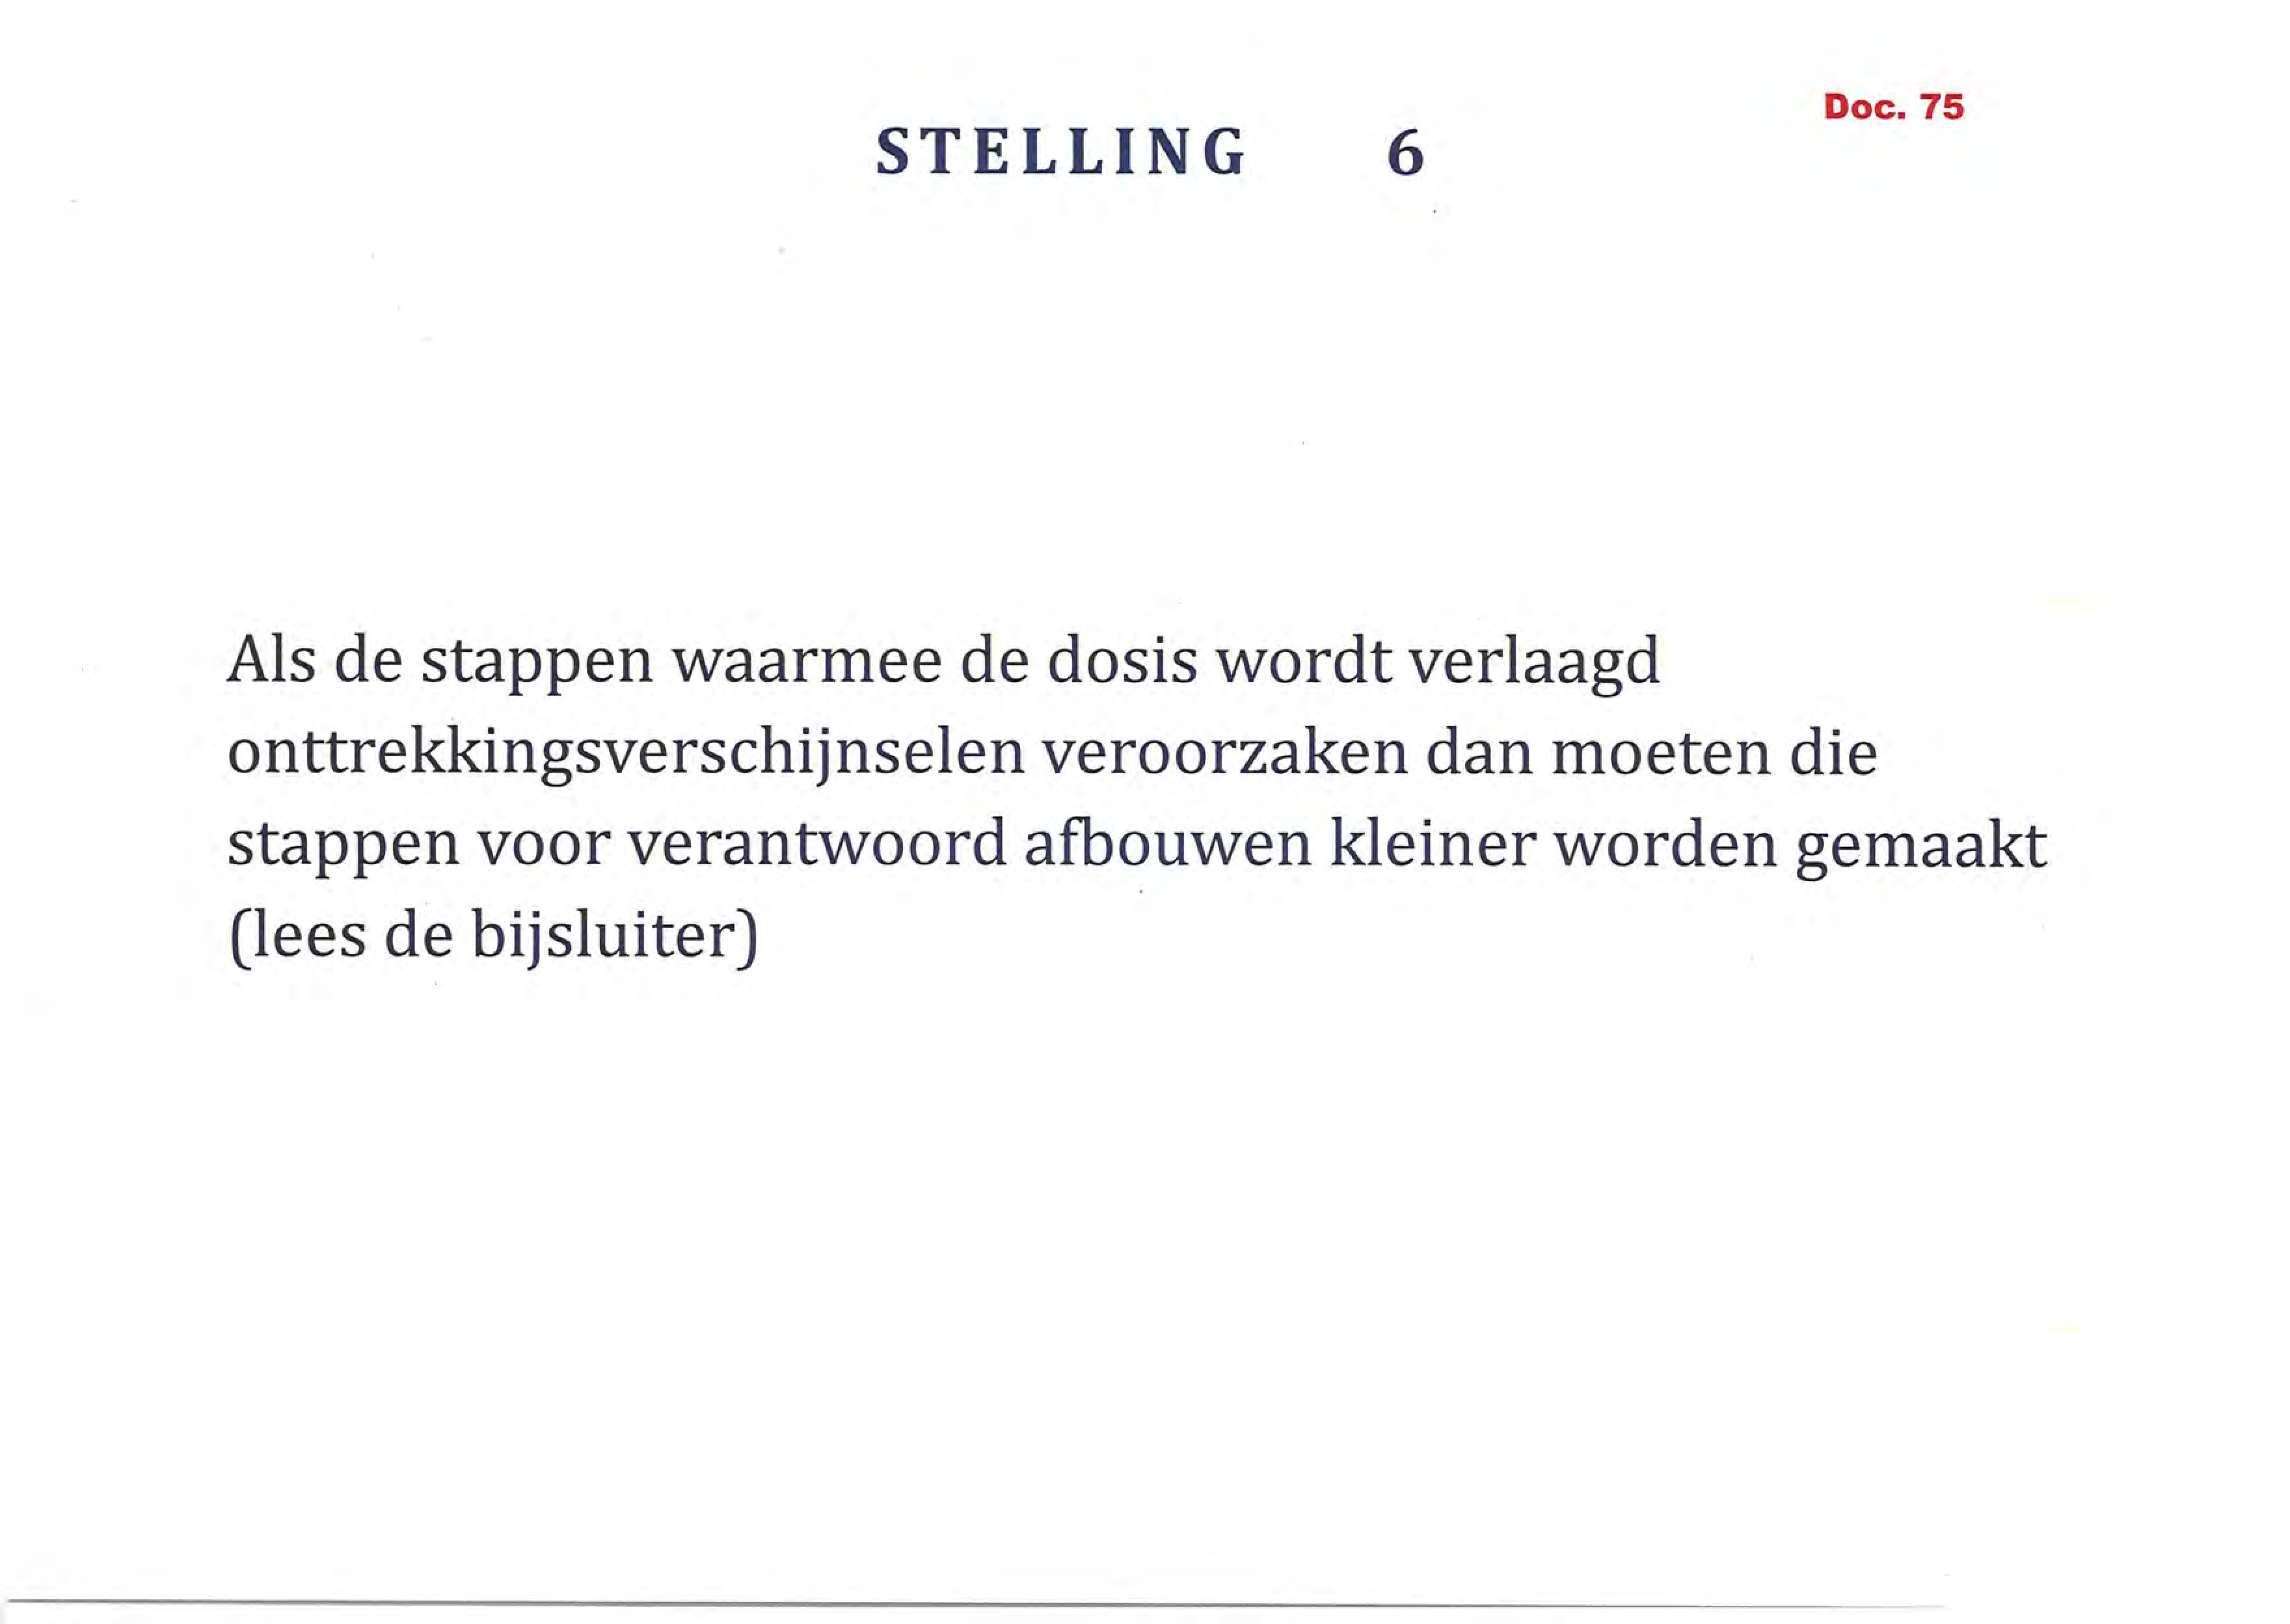 Doc. 75
STELLING 6
Als de stappen waarmee de dosis wordt verlaagd
onttrekkingsverschijnselen veroorzaken dan moeten die
stappen voor verantwoord afbouwen kleiner worden gemaakt
(lees de bijsluiter)